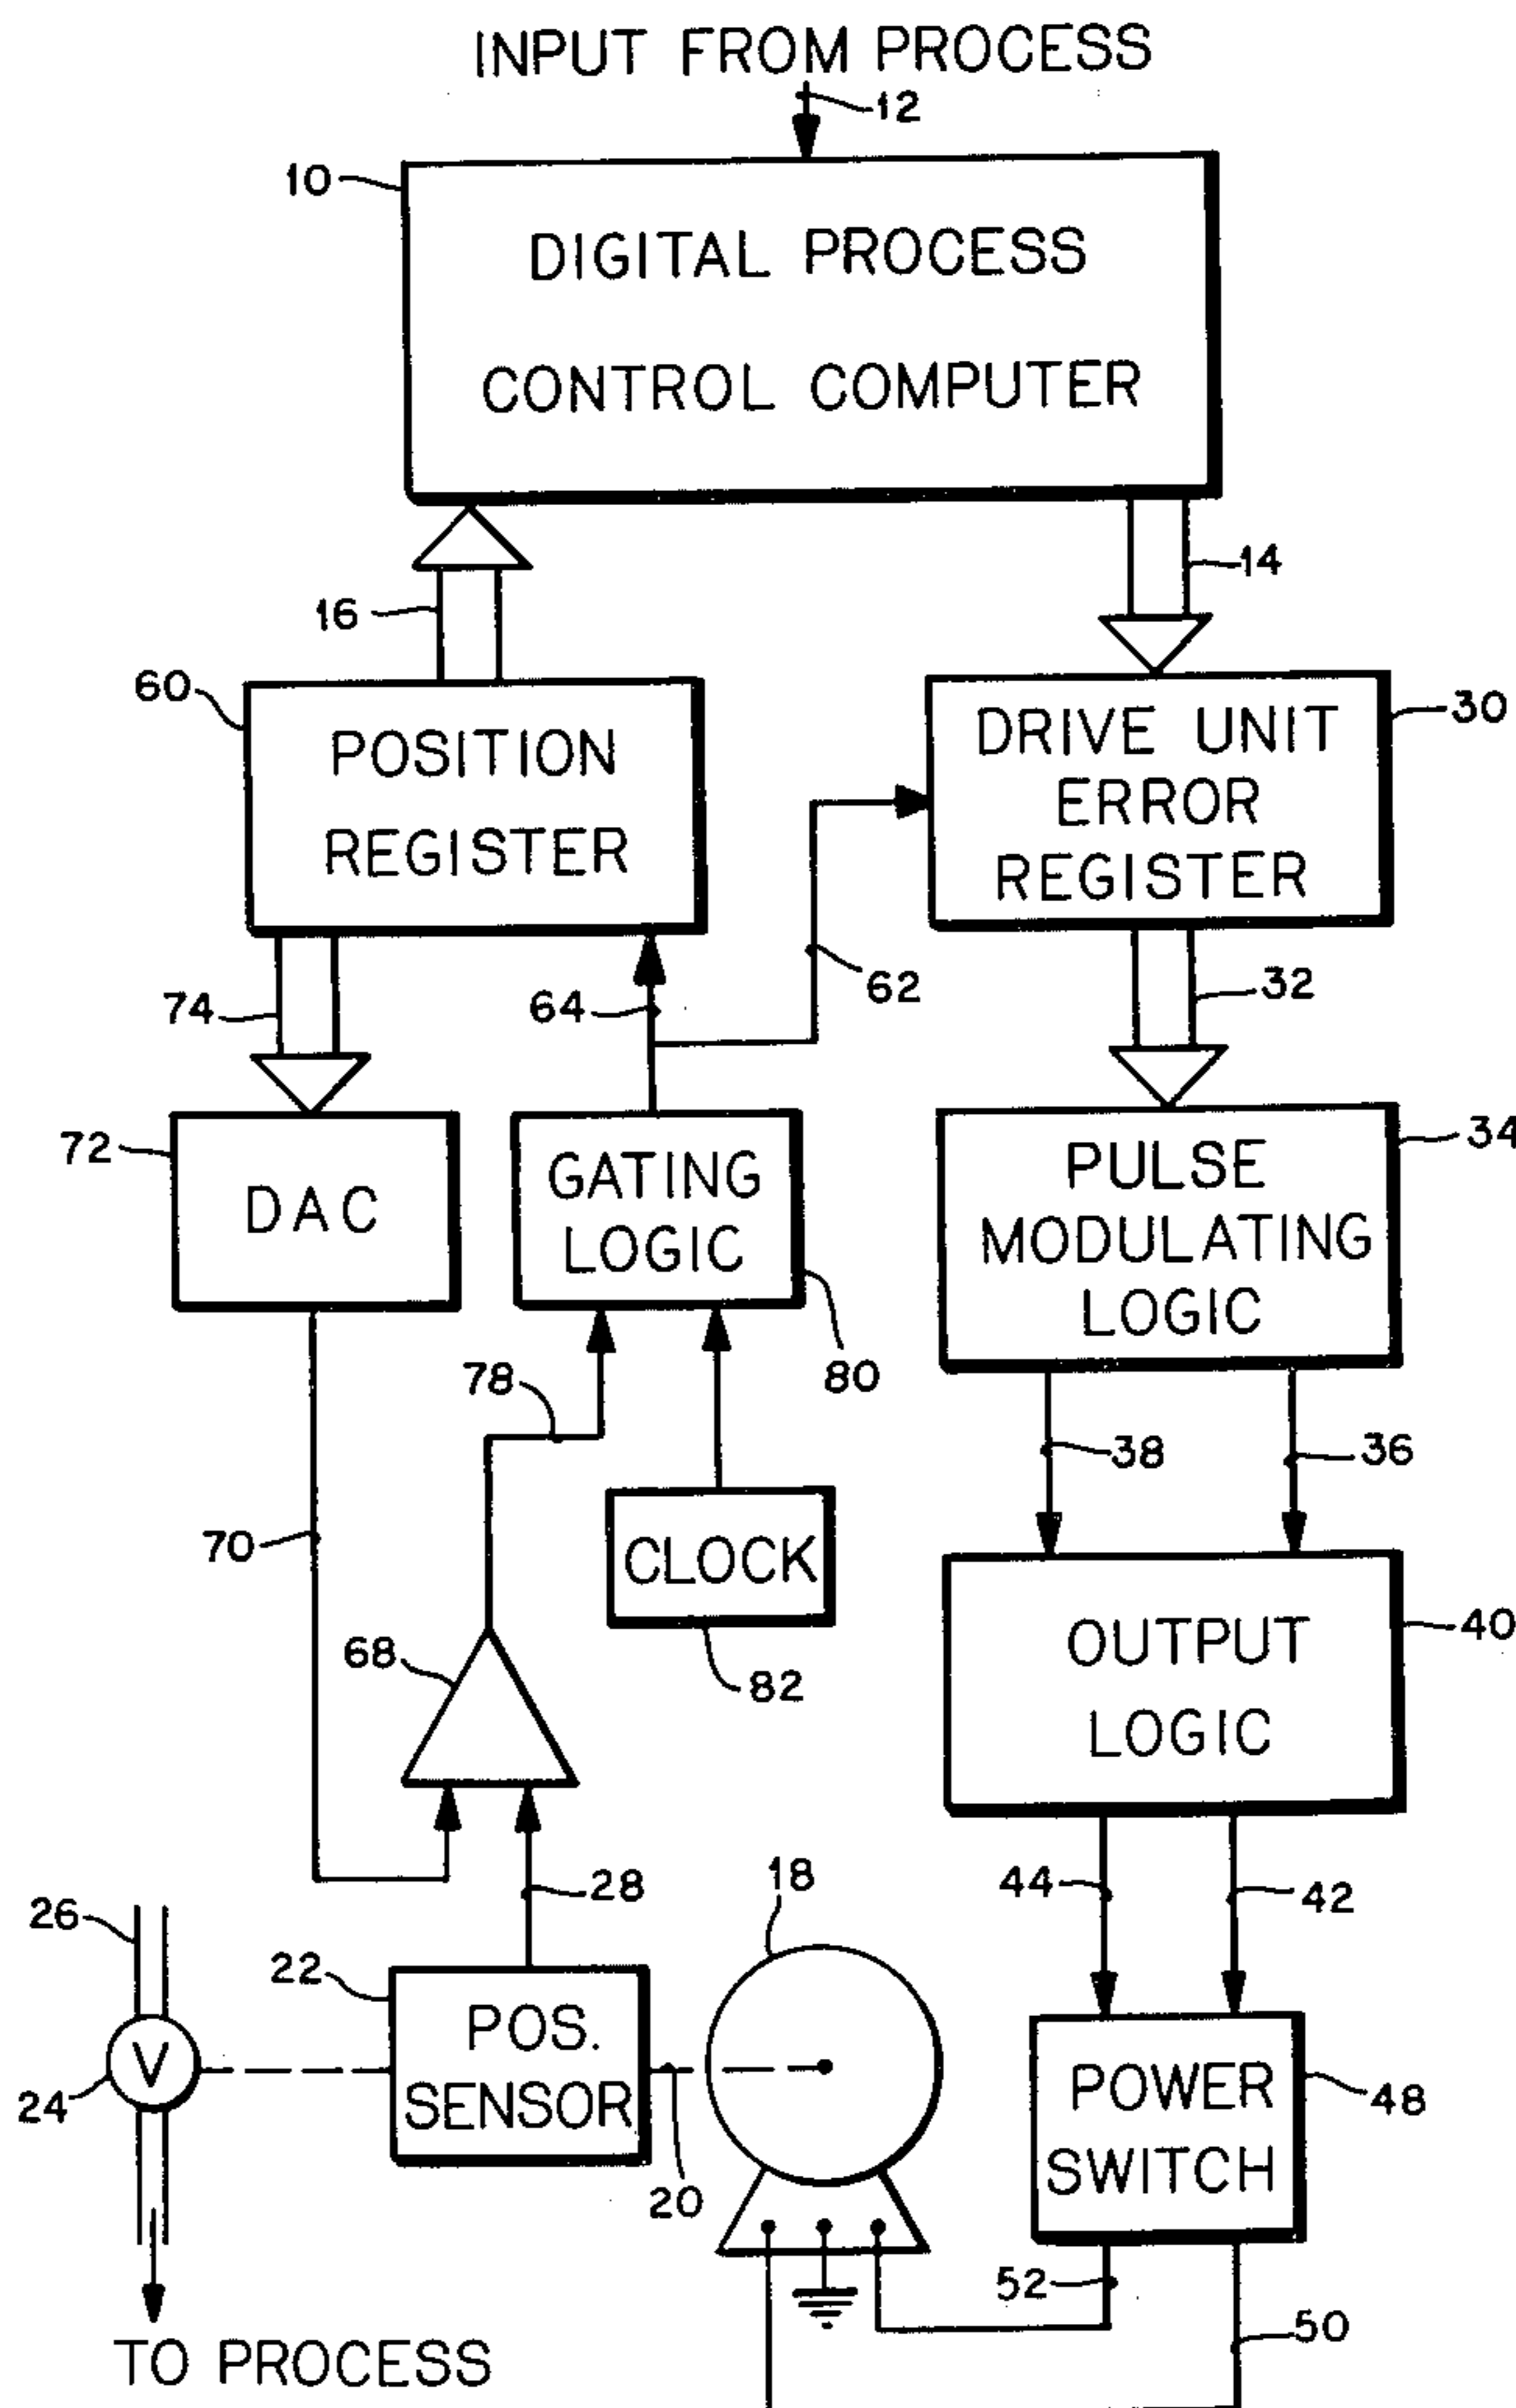 INPUT FROM PROCESS
12
10
DIGITAL PROCESS
CONTROL COMPUTER
14
16
60
POSITION
REGISTER
DRIVE UNIT
ERROR
REGISTER
30
62
64
74
32
72
DAC
GATING
LOGIC
80
PULSE
MODULATING
LOGIC
34
78
38
36
70
CLOCK
82
68
OUTPUT
LOGIC
40
28
18
44
42
26
22
POS.
SENSOR
V
24
20
POWER
SWITCH
48
52
50
TO PROCESS